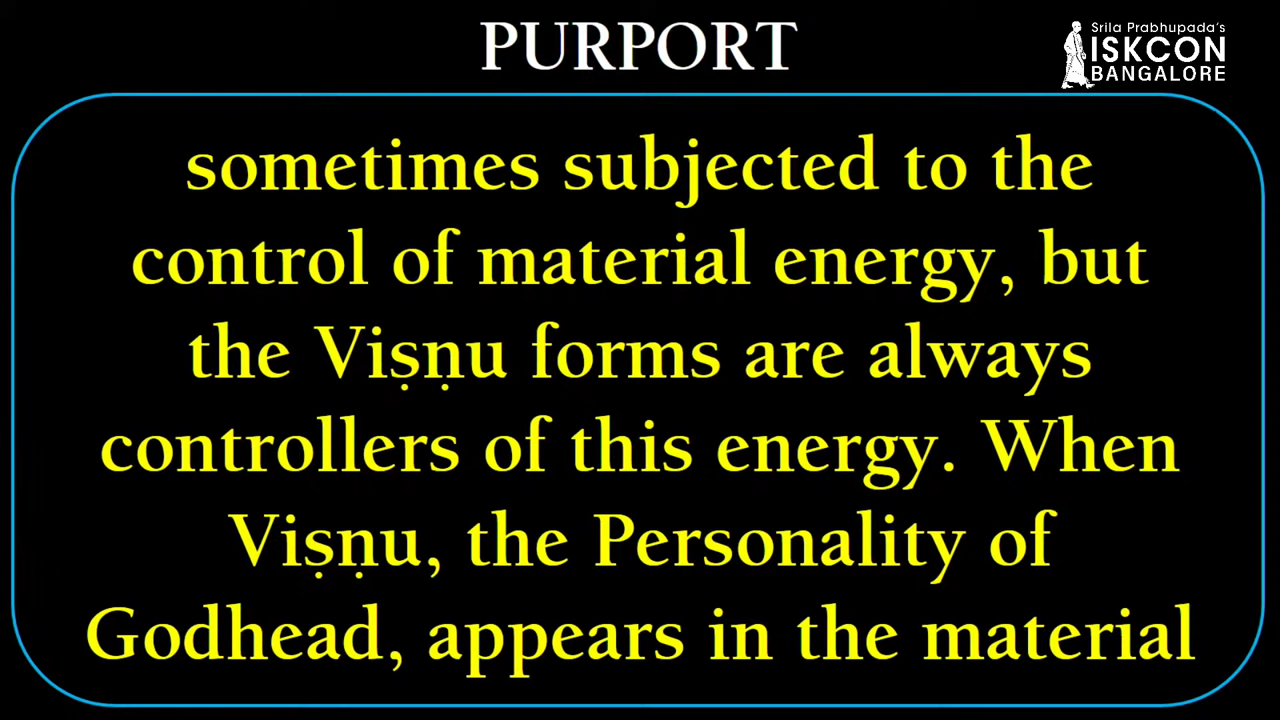 PURPORT
Srila Prabhupada's
ISKCON
BANGALORE
sometimes subjected to the
control of material energy, but
the Viṣṇu forms are always
controllers of this energy. When
Viṣṇu, the Personality of
Godhead, appears in the material